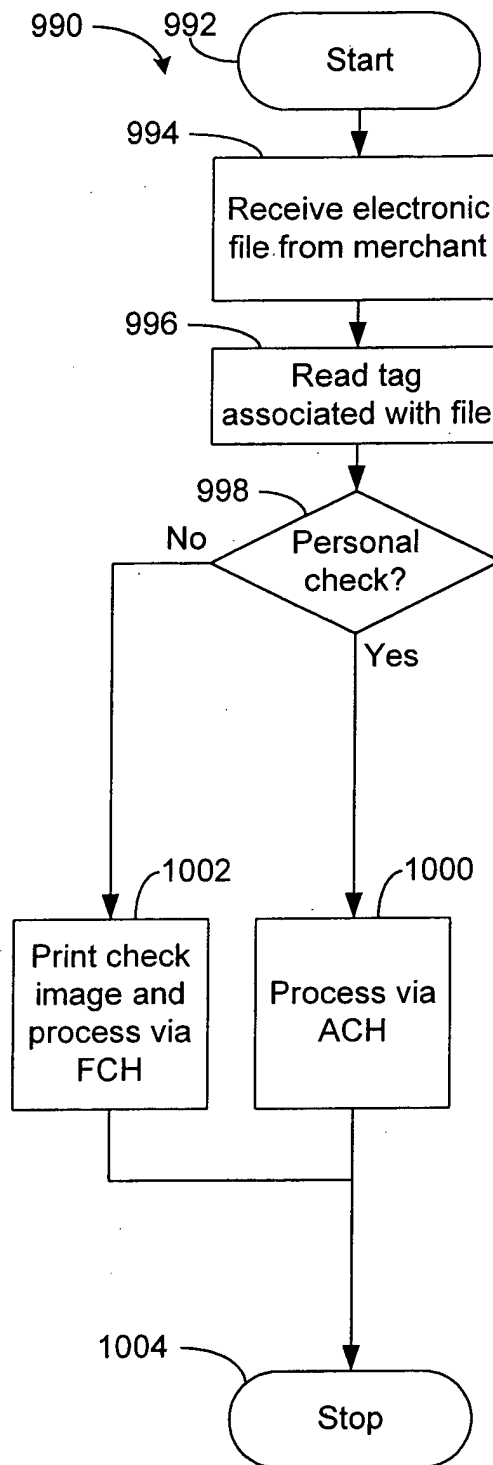 990
992
Start
994
Receive electronic
file from merchant
996
Read tag
associated with file
998
No
Personal
check?
Yes
1002
1000
Print check
image and
process via
FCH
Process via
ACH
1004
Stop